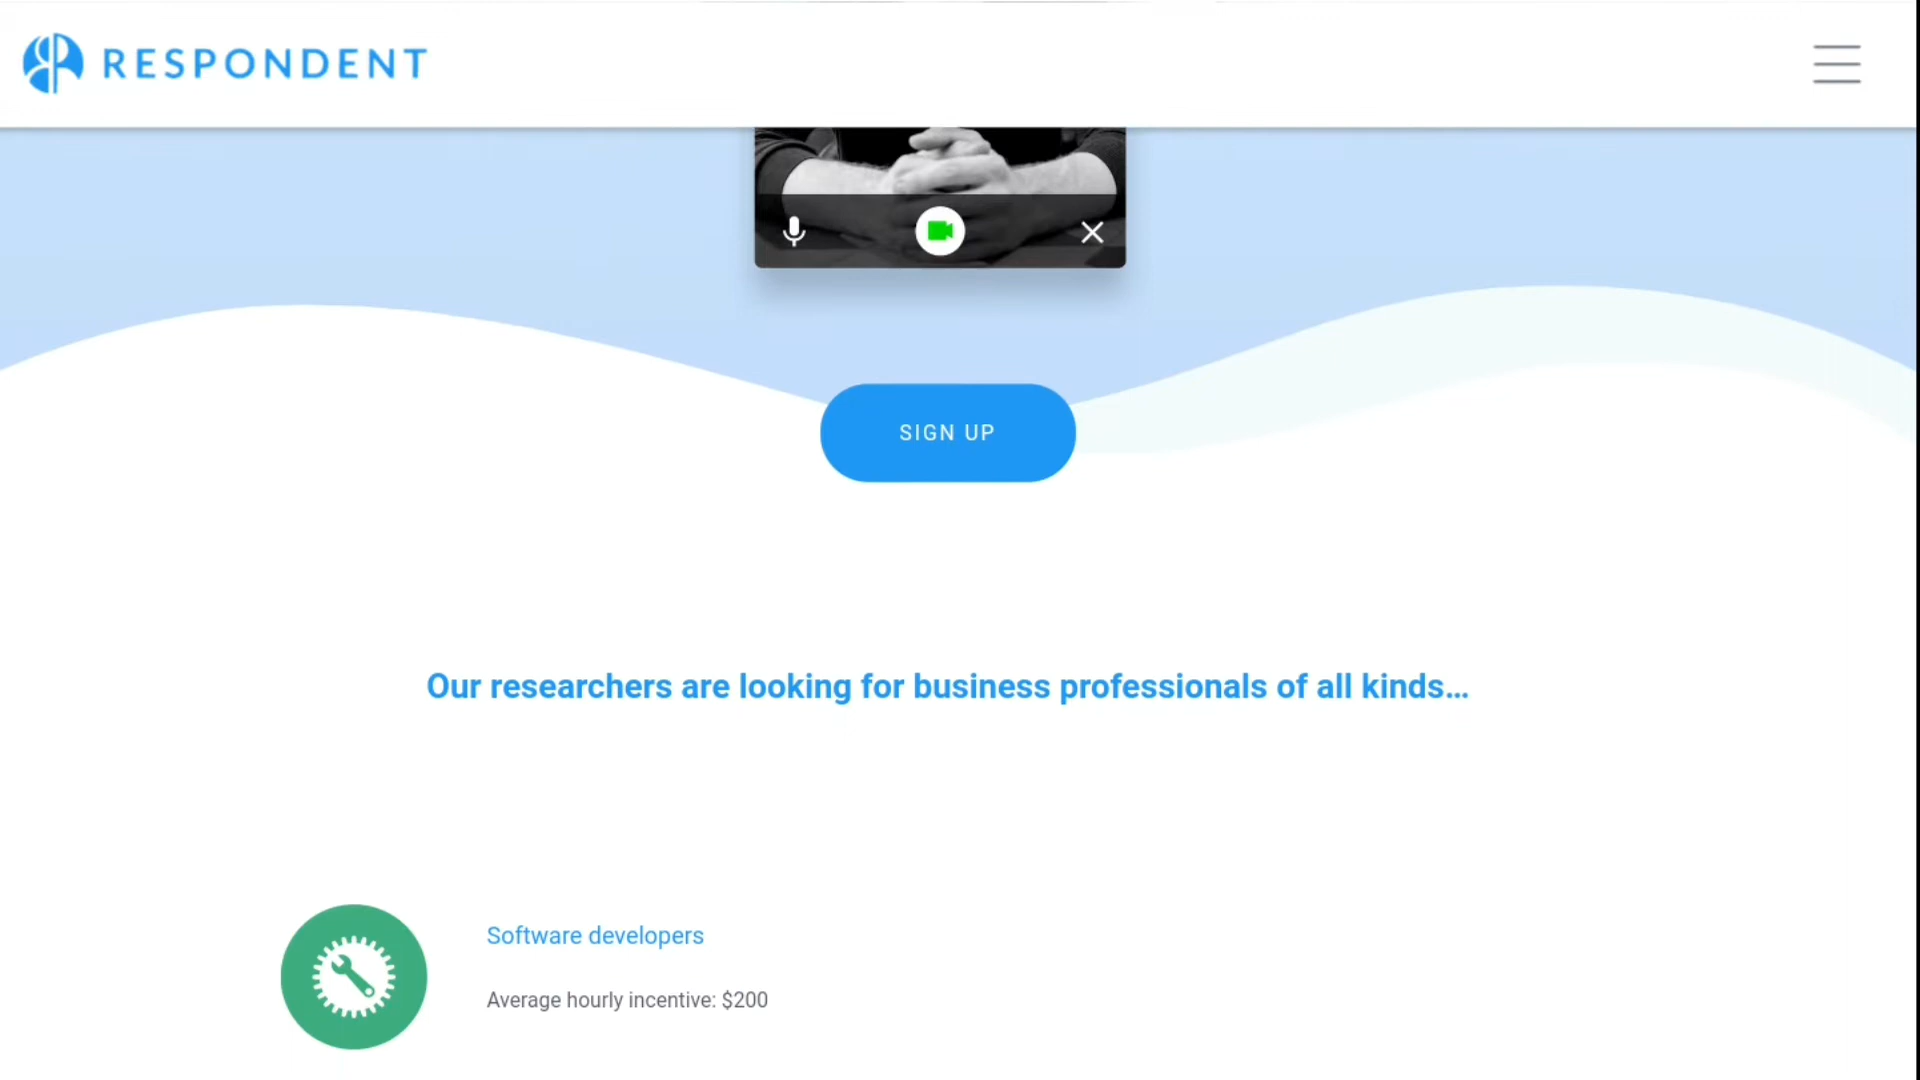 RESPONDENT
SIGN UP
Our researchers are looking for business professionals of all kinds...
Software developers
Average hourly incentive: $200